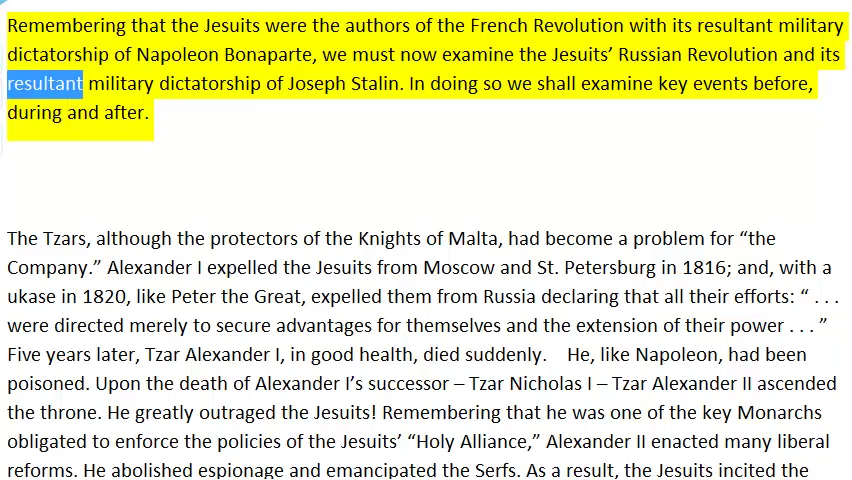 Remembering that the Jesuits were the authors of the French Revolution with its resultant military
dictatorship of Napoleon Bonaparte, we must now examine the Jesuits’ Russian Revolution and its
resultant military dictatorship of Joseph Stalin. In doing so we shall examine key events before,
during and after.
The Tzars, although the protectors of the Knights of Malta, had become a problem for “the
Company.” Alexander I expelled the Jesuits from Moscow and St. Petersburg in 1816; and, with a
ukase in 1820, like Peter the Great, expelled them from Russia declaring that all their efforts: “ . . .
were directed merely to secure advantages for themselves and the extension of their power . . . ”
Five years later, Tzar Alexander I, in good health, died suddenly. He, like Napoleon, had been
poisoned. Upon the death of Alexander I’s successor – Tzar Nicholas I – Tzar Alexander II ascended
the throne. He greatly outraged the Jesuits! Remembering that he was one of the key Monarchs
obligated to enforce the policies of the Jesuits’ “Holy Alliance,” Alexander II enacted many liberal
reforms. He abolished espionage and emancipated the Serfs. As a result, the Jesuits incited the